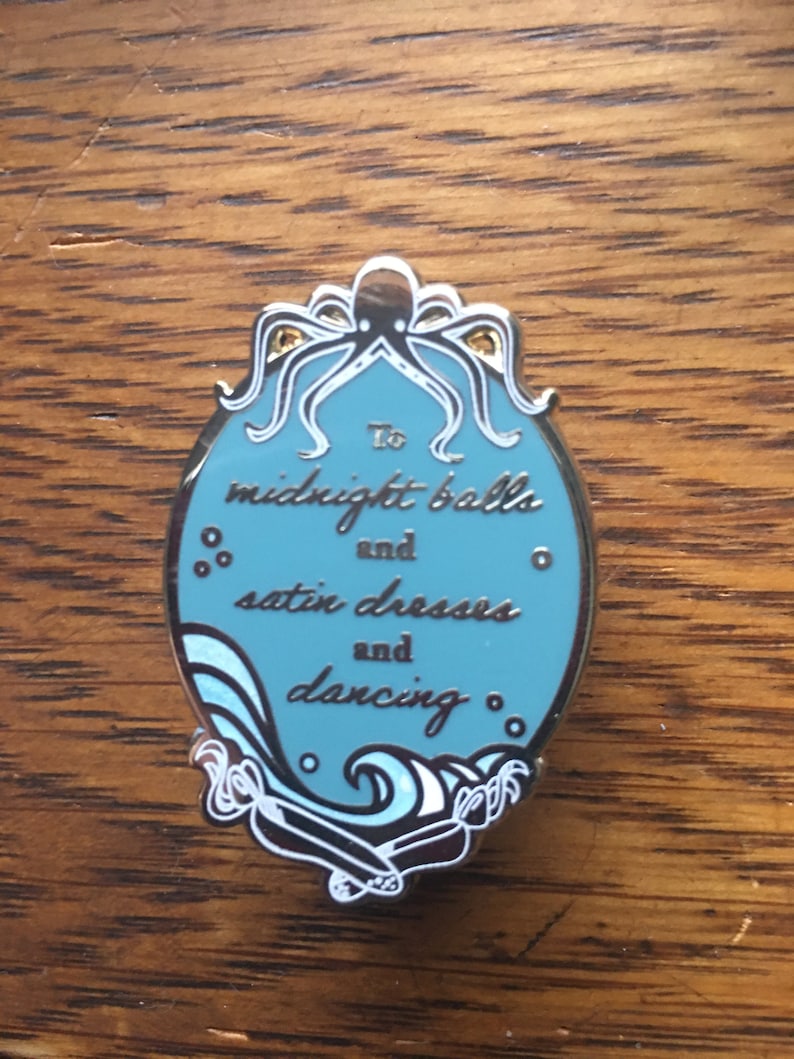 To
midnight balls
and
satin dresses
and
dancing